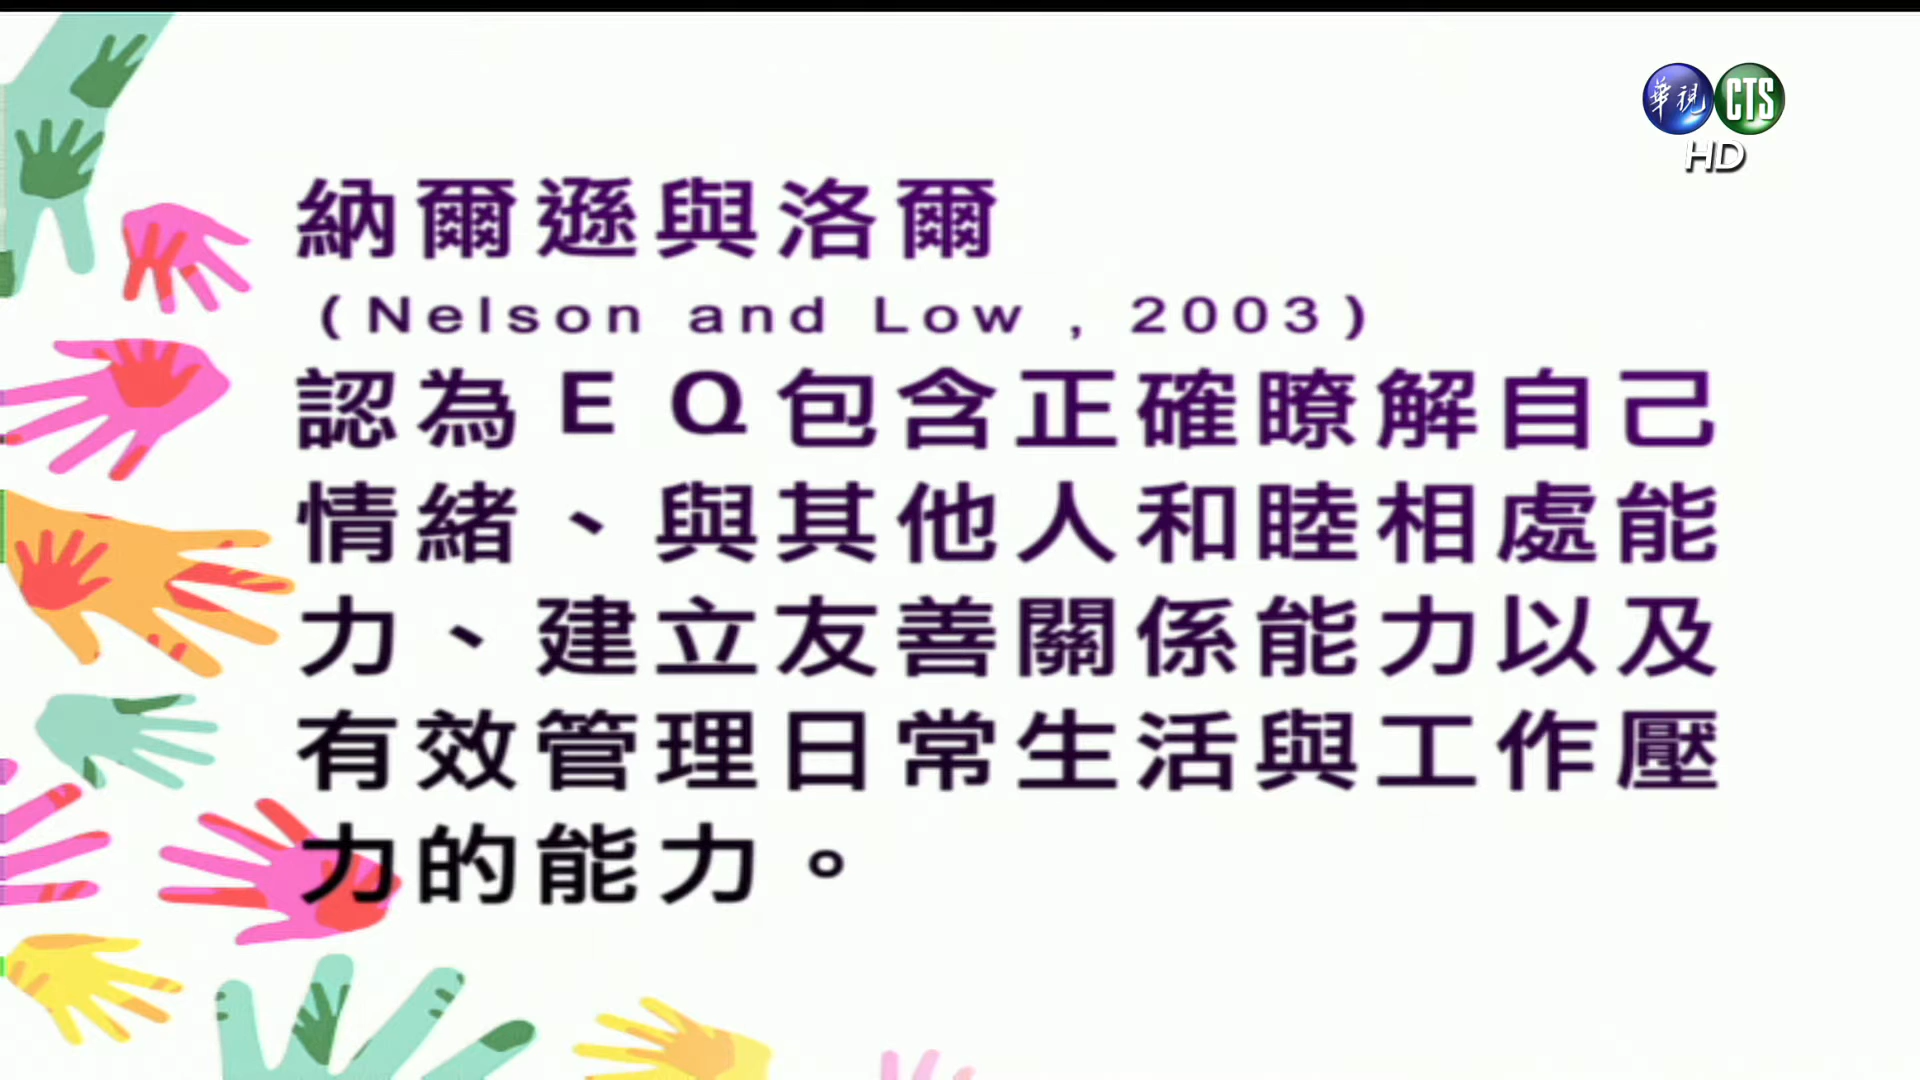 華視 CTS
HD
納爾遜與洛爾
(Nelson and Low , 2003)
認為ＥＱ包含正確瞭解自己
情緒、與其他人和睦相處能
力、建立友善關係能力以及
有效管理日常生活與工作壓
力的能力。